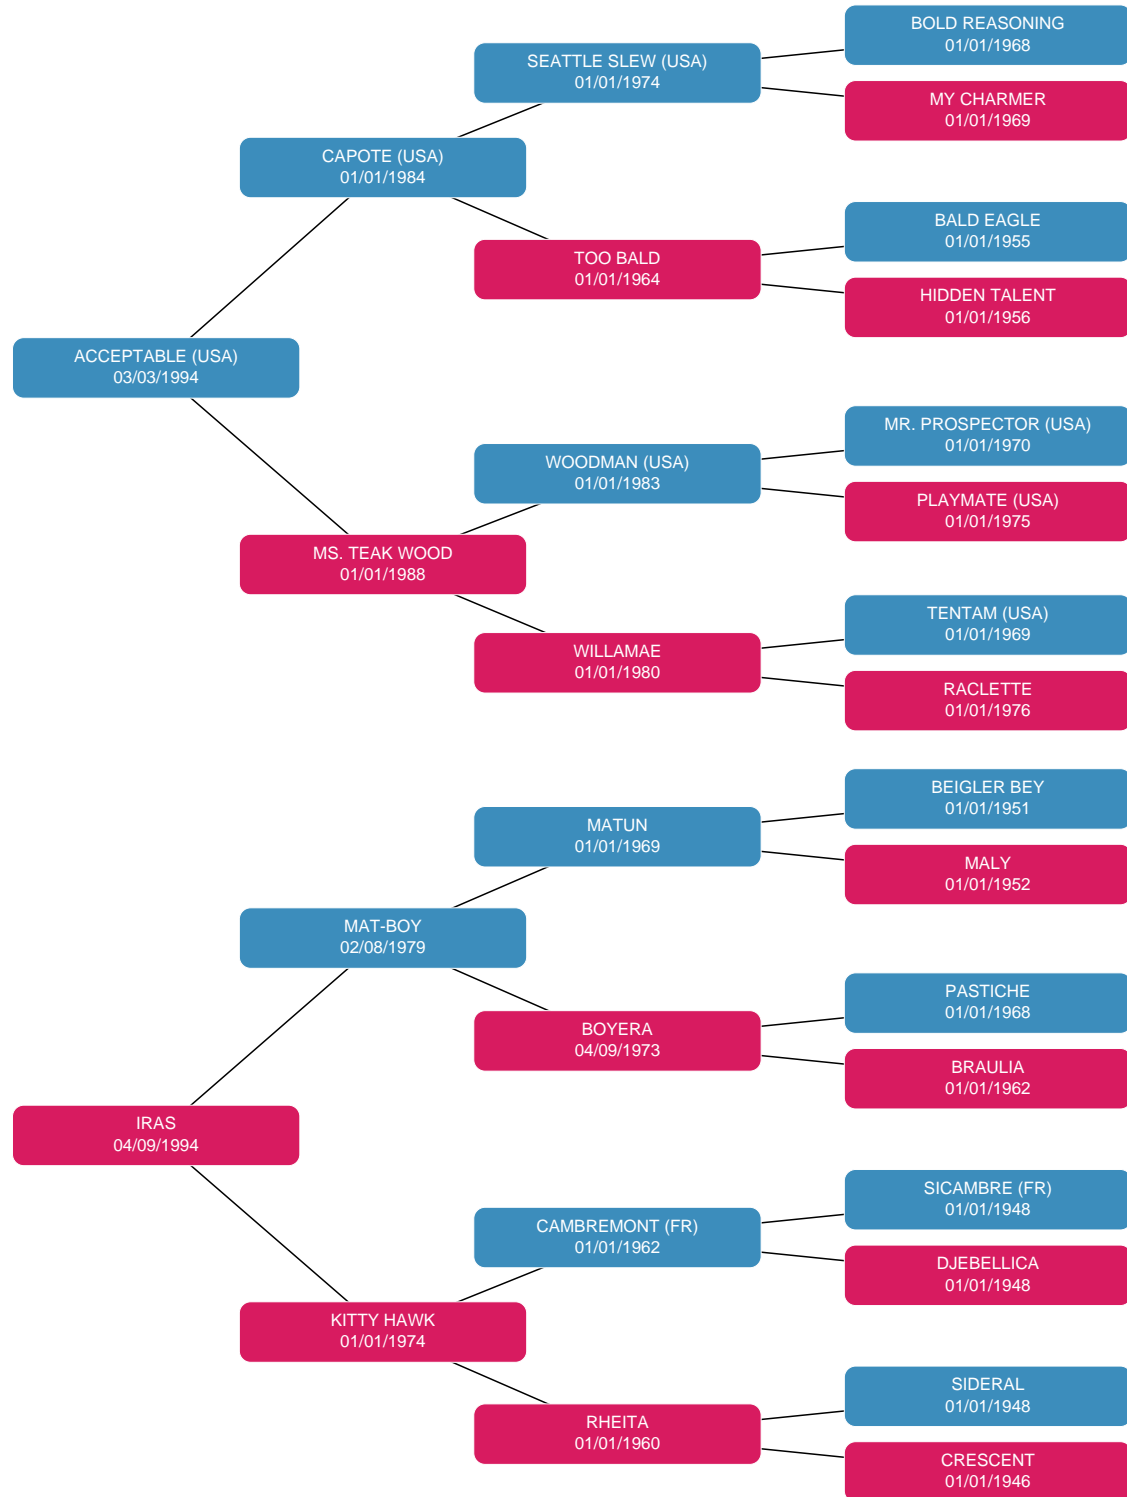 BOLD REASONING
01/01/1968
SEATTLE SLEW (USA)
01/01/1974
MY CHARMER
01/01/1969
CAPOTE (USA)
01/01/1984
BALD EAGLE
01/01/1955
TOO BALD
01/01/1964
HIDDEN TALENT
01/01/1956
ACCEPTABLE (USA)
03/03/1994
MR. PROSPECTOR (USA)
01/01/1970
WOODMAN (USA)
01/01/1983
PLAYMATE (USA)
01/01/1975
MS. TEAK WOOD
01/01/1988
TENTAM (USA)
01/01/1969
WILLAMAE
01/01/1980
RACLETTE
01/01/1976
BEIGLER BEY
01/01/1951
MATUN
01/01/1969
MALY
01/01/1952
MAT-BOY
02/08/1979
PASTICHE
01/01/1968
BOYERA
04/09/1973
BRAULIA
01/01/1962
IRAS
04/09/1994
SICAMBRE (FR)
01/01/1948
CAMBREMONT (FR)
01/01/1962
DJEBELLICA
01/01/1948
KITTY HAWK
01/01/1974
SIDERAL
01/01/1948
RHEITA
01/01/1960
CRESCENT
01/01/1946